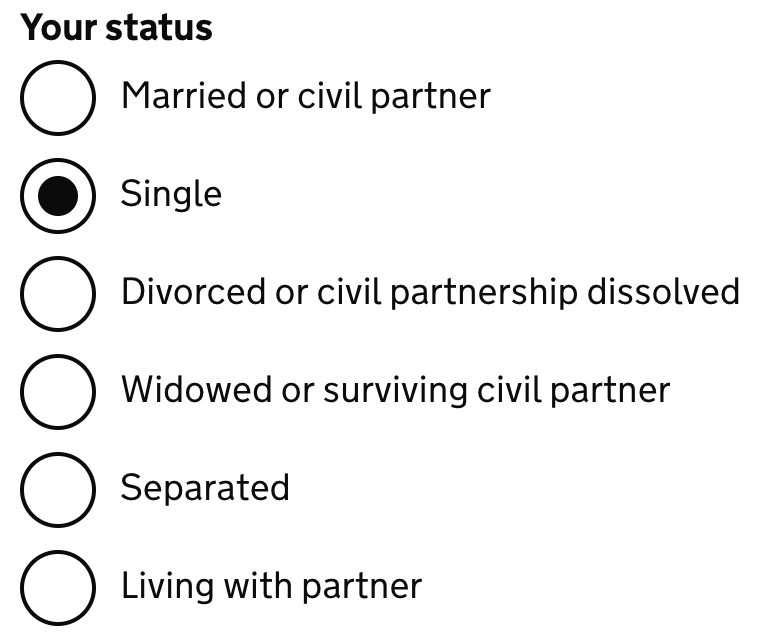 Your status
Married or civil partner
Single
Divorced or civil partnership dissolved
Widowed or surviving civil partner
Separated
Living with partner